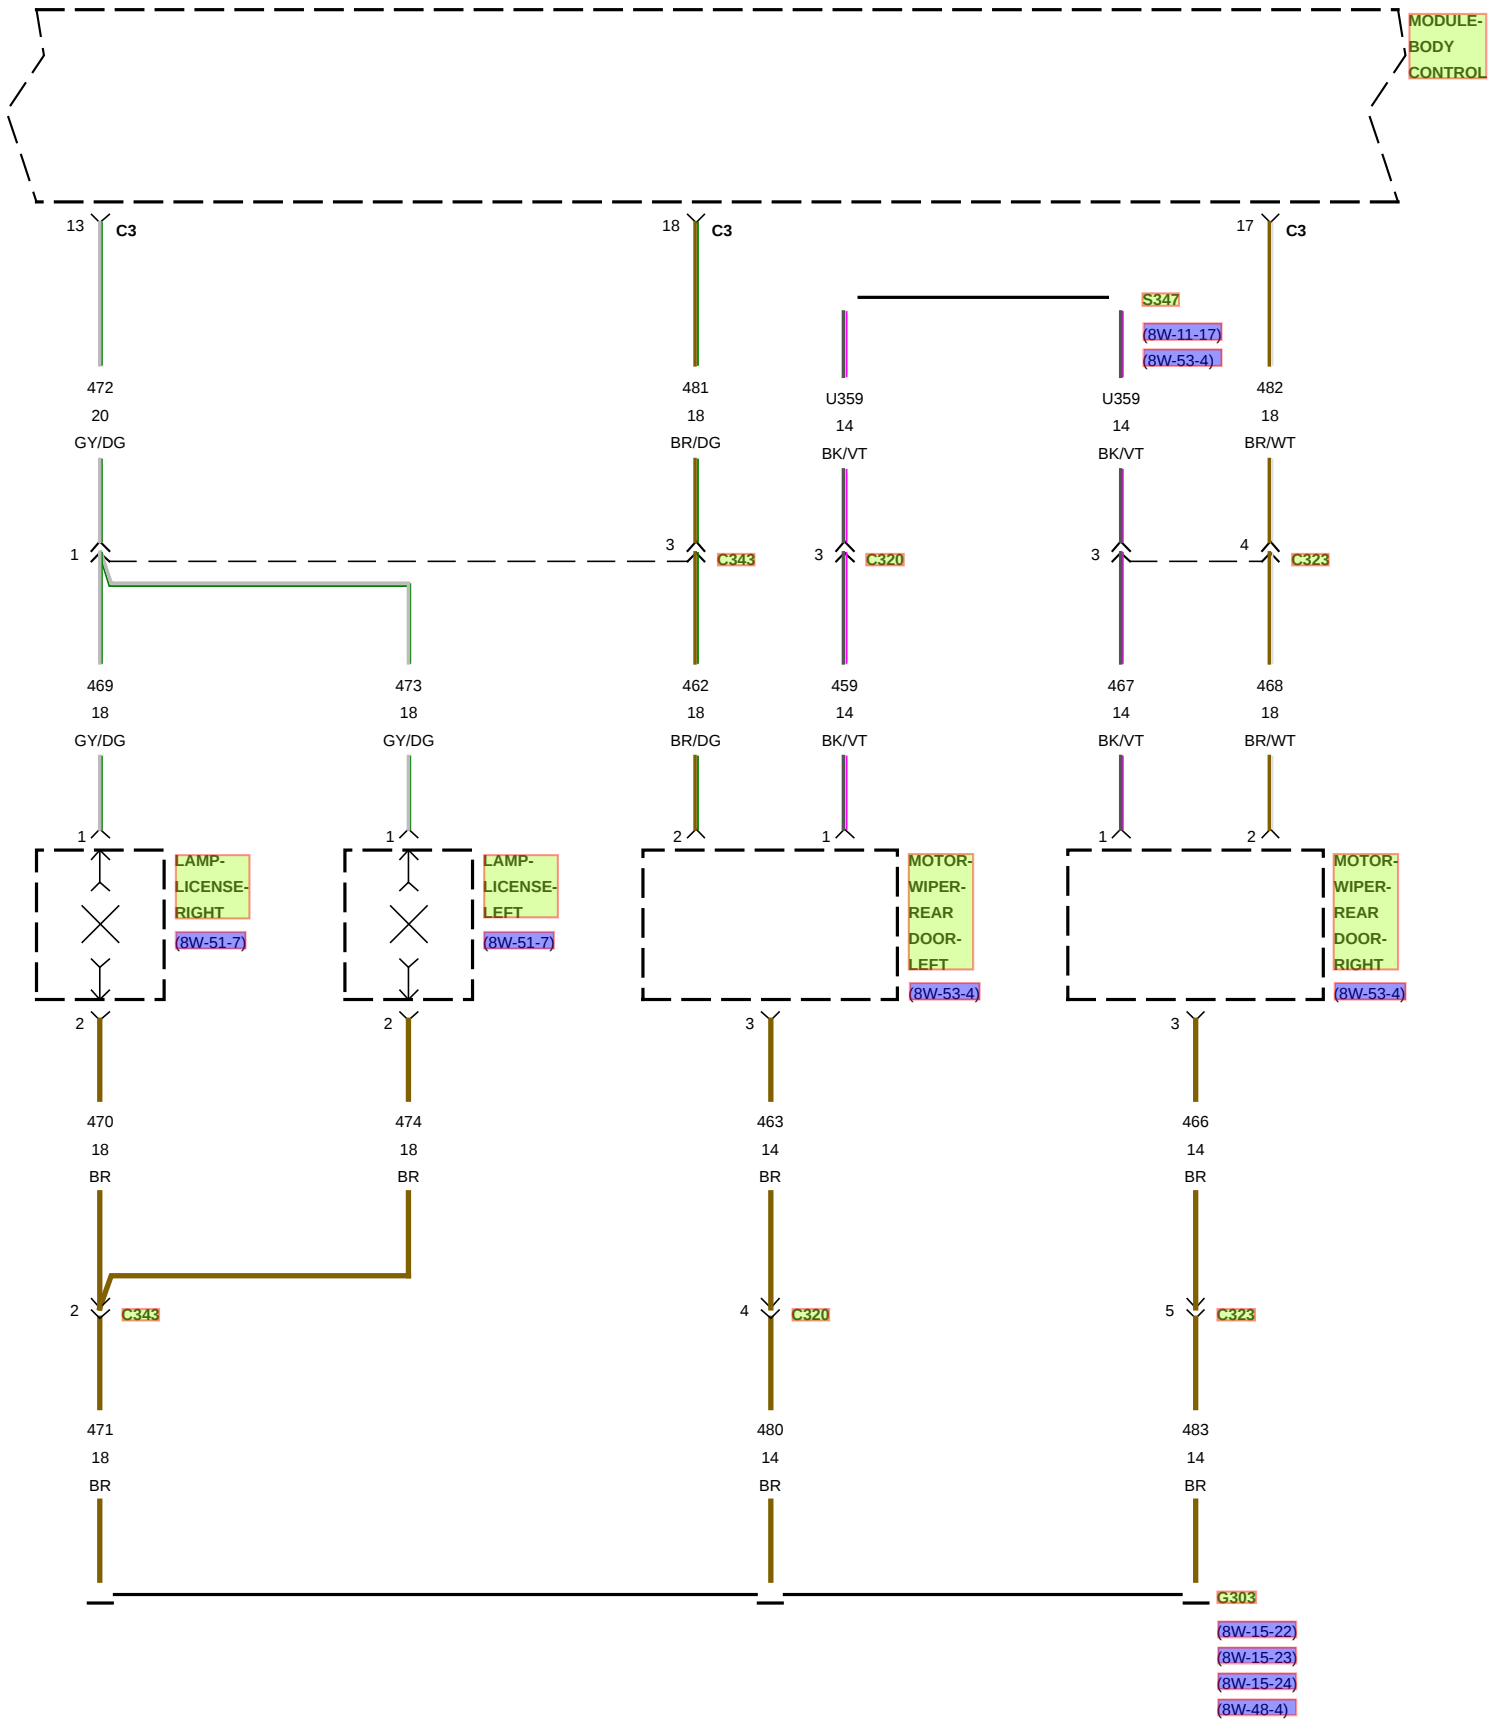 MODULE-
BODY
CONTROL
13 C3
18 C3
17 C3
S347
(8W-11-17)
(8W-53-4)
472
20
GY/DG
481
18
BR/DG
U359
14
BK/VT
U359
14
BK/VT
482
18
BR/WT
1
3 C343
3 C320
3
4 C323
469
18
GY/DG
473
18
GY/DG
462
18
BR/DG
459
14
BK/VT
467
14
BK/VT
468
18
BR/WT
1
1
2
1
1
2
LAMP-
LICENSE-
RIGHT
(8W-51-7)
LAMP-
LICENSE-
LEFT
(8W-51-7)
MOTOR-
WIPER-
REAR
DOOR-
LEFT
(8W-53-4)
MOTOR-
WIPER-
REAR
DOOR-
RIGHT
(8W-53-4)
2
2
3
3
470
18
BR
474
18
BR
463
14
BR
466
14
BR
2 C343
4 C320
5 C323
471
18
BR
480
14
BR
483
14
BR
G303
(8W-15-22)
(8W-15-23)
(8W-15-24)
(8W-48-4)